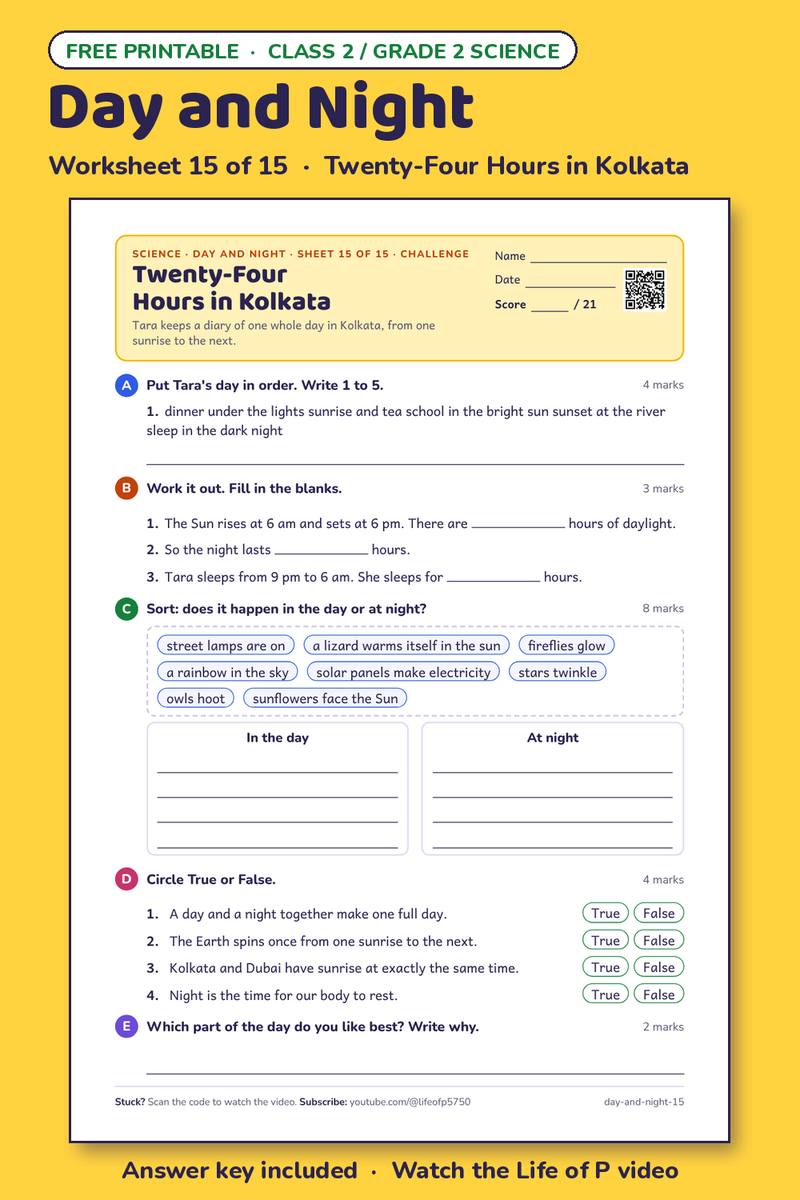 FREE PRINTABLE · CLASS 2 / GRADE 2 SCIENCE
Day and Night
Worksheet 15 of 15 · Twenty-Four Hours in Kolkata
SCIENCE · DAY AND NIGHT · SHEET 15 OF 15 · CHALLENGE
Twenty-Four
Hours in Kolkata
Tara keeps a diary of one whole day in Kolkata, from one
sunrise to the next.
Name
Date
Score / 21
A Put Tara's day in order. Write 1 to 5. 4 marks
1. dinner under the lights sunrise and tea school in the bright sun sunset at the river
sleep in the dark night
B Work it out. Fill in the blanks. 3 marks
1. The Sun rises at 6 am and sets at 6 pm. There are ________ hours of daylight.
2. So the night lasts ________ hours.
3. Tara sleeps from 9 pm to 6 am. She sleeps for ________ hours.
C Sort: does it happen in the day or at night? 8 marks
street lamps are on a lizard warms itself in the sun fireflies glow
a rainbow in the sky solar panels make electricity stars twinkle
owls hoot sunflowers face the Sun
In the day At night
D Circle True or False. 4 marks
1. A day and a night together make one full day. True False
2. The Earth spins once from one sunrise to the next. True False
3. Kolkata and Dubai have sunrise at exactly the same time. True False
4. Night is the time for our body to rest. True False
E Which part of the day do you like best? Write why. 2 marks
Stuck? Scan the code to watch the video. Subscribe: youtube.com/@lifeofp5750 day-and-night-15
Answer key included · Watch the Life of P video